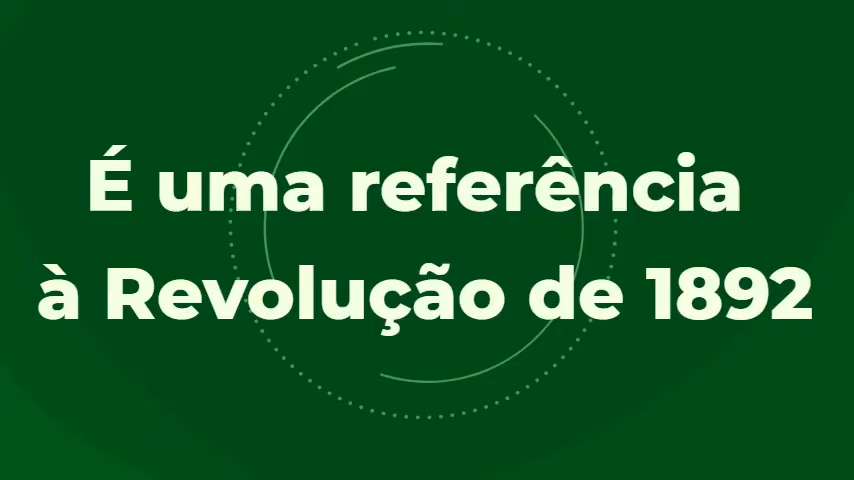 É uma referência
à Revolução de 1892